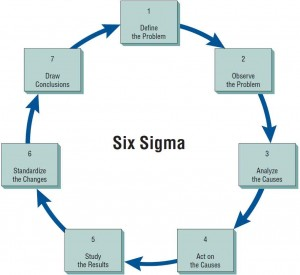 1
Define
the Problem
2
Observe
the Problem
3
Analyze
the Causes
4
Act on
the Causes
5
Study
the Results
6
Standardize
the Changes
7
Draw
Conclusions
Six Sigma